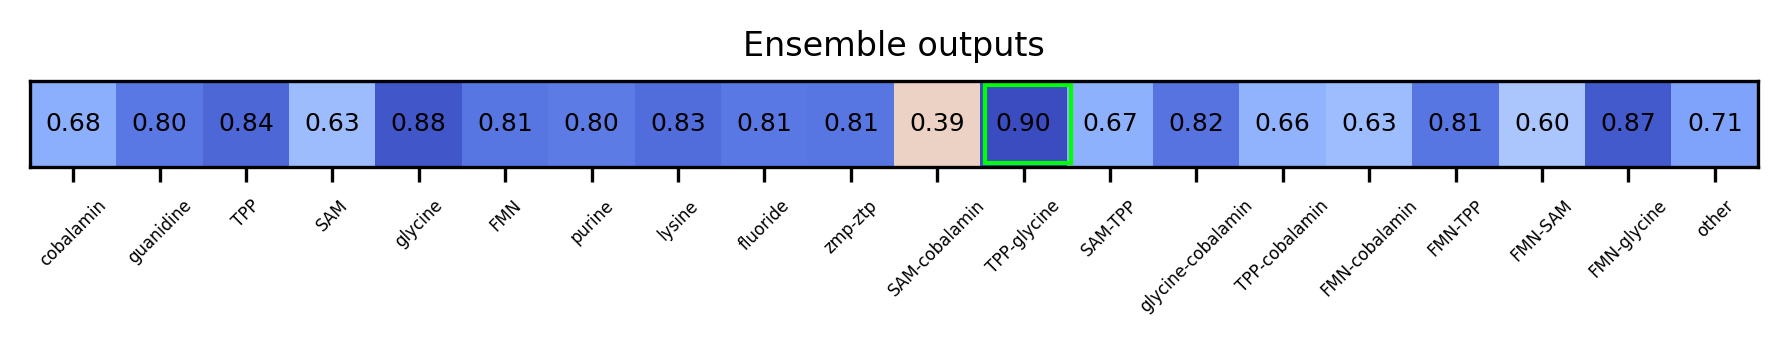 Ensemble outputs
0.68 0.80 0.84 0.63 0.88 0.81 0.80 0.83 0.81 0.81 0.39 0.90 0.67 0.82 0.66 0.63 0.81 0.60 0.87 0.71
cobalamin guanidine TPP SAM glycine FMN purine lysine fluoride zmp-ztp SAM-cobalamin TPP-glycine SAM-TPP glycine-cobalamin TPP-cobalamin FMN-cobalamin FMN-TPP FMN-SAM FMN-glycine other